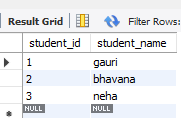 Result Grid Filter Rows:
student_id student_name
1 gauri
2 bhavana
3 neha
NULL NULL